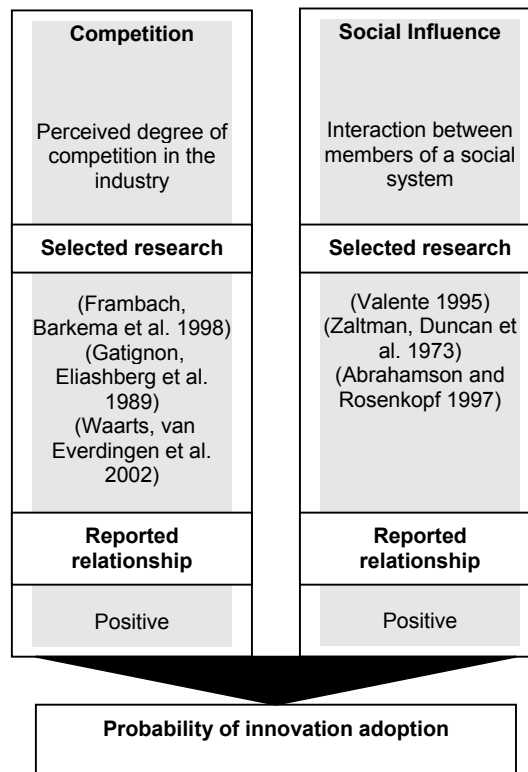 Competition
Perceived degree of
competition in the
industry
Selected research
(Frambach,
Barkema et al. 1998)
(Gatignon,
Eliashberg et al.
1989)
(Waarts, van
Everdingen et al.
2002)
Reported
relationship
Positive
Social Influence
Interaction between
members of a social
system
Selected research
(Valente 1995)
(Zaltman, Duncan et
al. 1973)
(Abrahamson and
Rosenkopf 1997)
Reported
relationship
Positive
Probability of innovation adoption